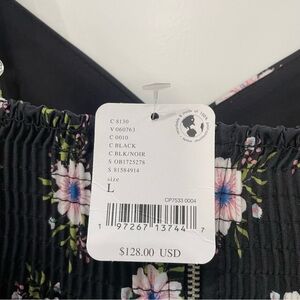 C 8130
V 060763
C 0010
C BLACK
C BLK/NOIR
S OB1725278
S 81584914
size
L
CP7533 0004
1 97267 13744 7
$128.00 USD